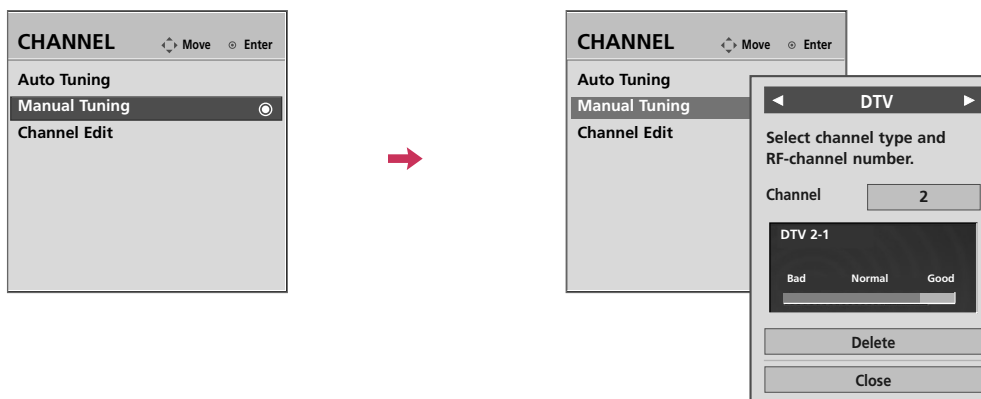 CHANNEL Move Enter
Auto Tuning
Manual Tuning
Channel Edit
CHANNEL Move Enter
Auto Tuning
Manual Tuning
Channel Edit
DTV
Select channel type and
RF-channel number.
Channel 2
DTV 2-1
Bad Normal Good
Delete
Close